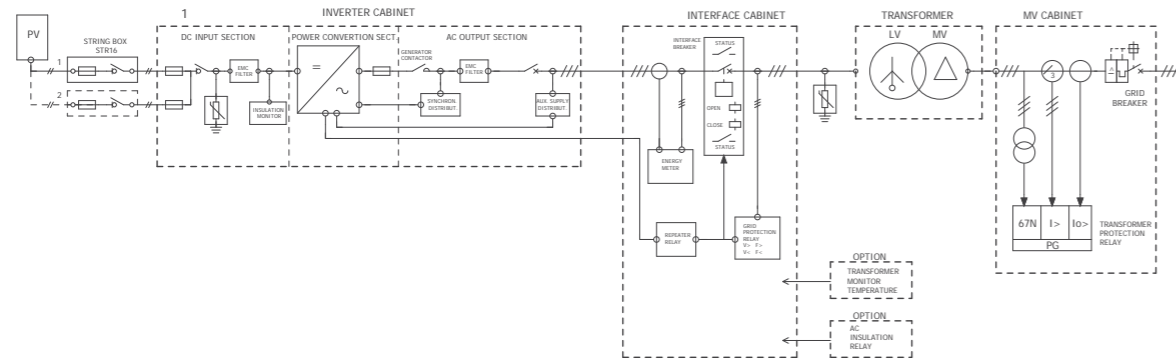 1
INVERTER CABINET
INTERFACE CABINET
TRANSFORMER
MV CABINET
PV
STRING BOX
STR16
DC INPUT SECTION
POWER CONVERTION SECT.
AC OUTPUT SECTION
LV
MV
1
2
EMC
FILTER
INSULATION
MONITOR
GENERATOR
CONTACTOR
EMC
FILTER
SYNCHRON.
DISTRIBUT.
AUX. SUPPLY
DISTRIBUT.
INTERFACE
BREAKER
STATUS
OPEN
CLOSE
STATUS
ENERGY
METER
REPEATER
RELAY
GRID
PROTECTION
RELAY
V> F>
V< F<
3
GRID
BREAKER
67N
I>
Io>
PG
TRANSFORMER
PROTECTION
RELAY
OPTION
TRANSFORMER
MONITOR
TEMPERATURE
OPTION
AC
INSULATION
RELAY